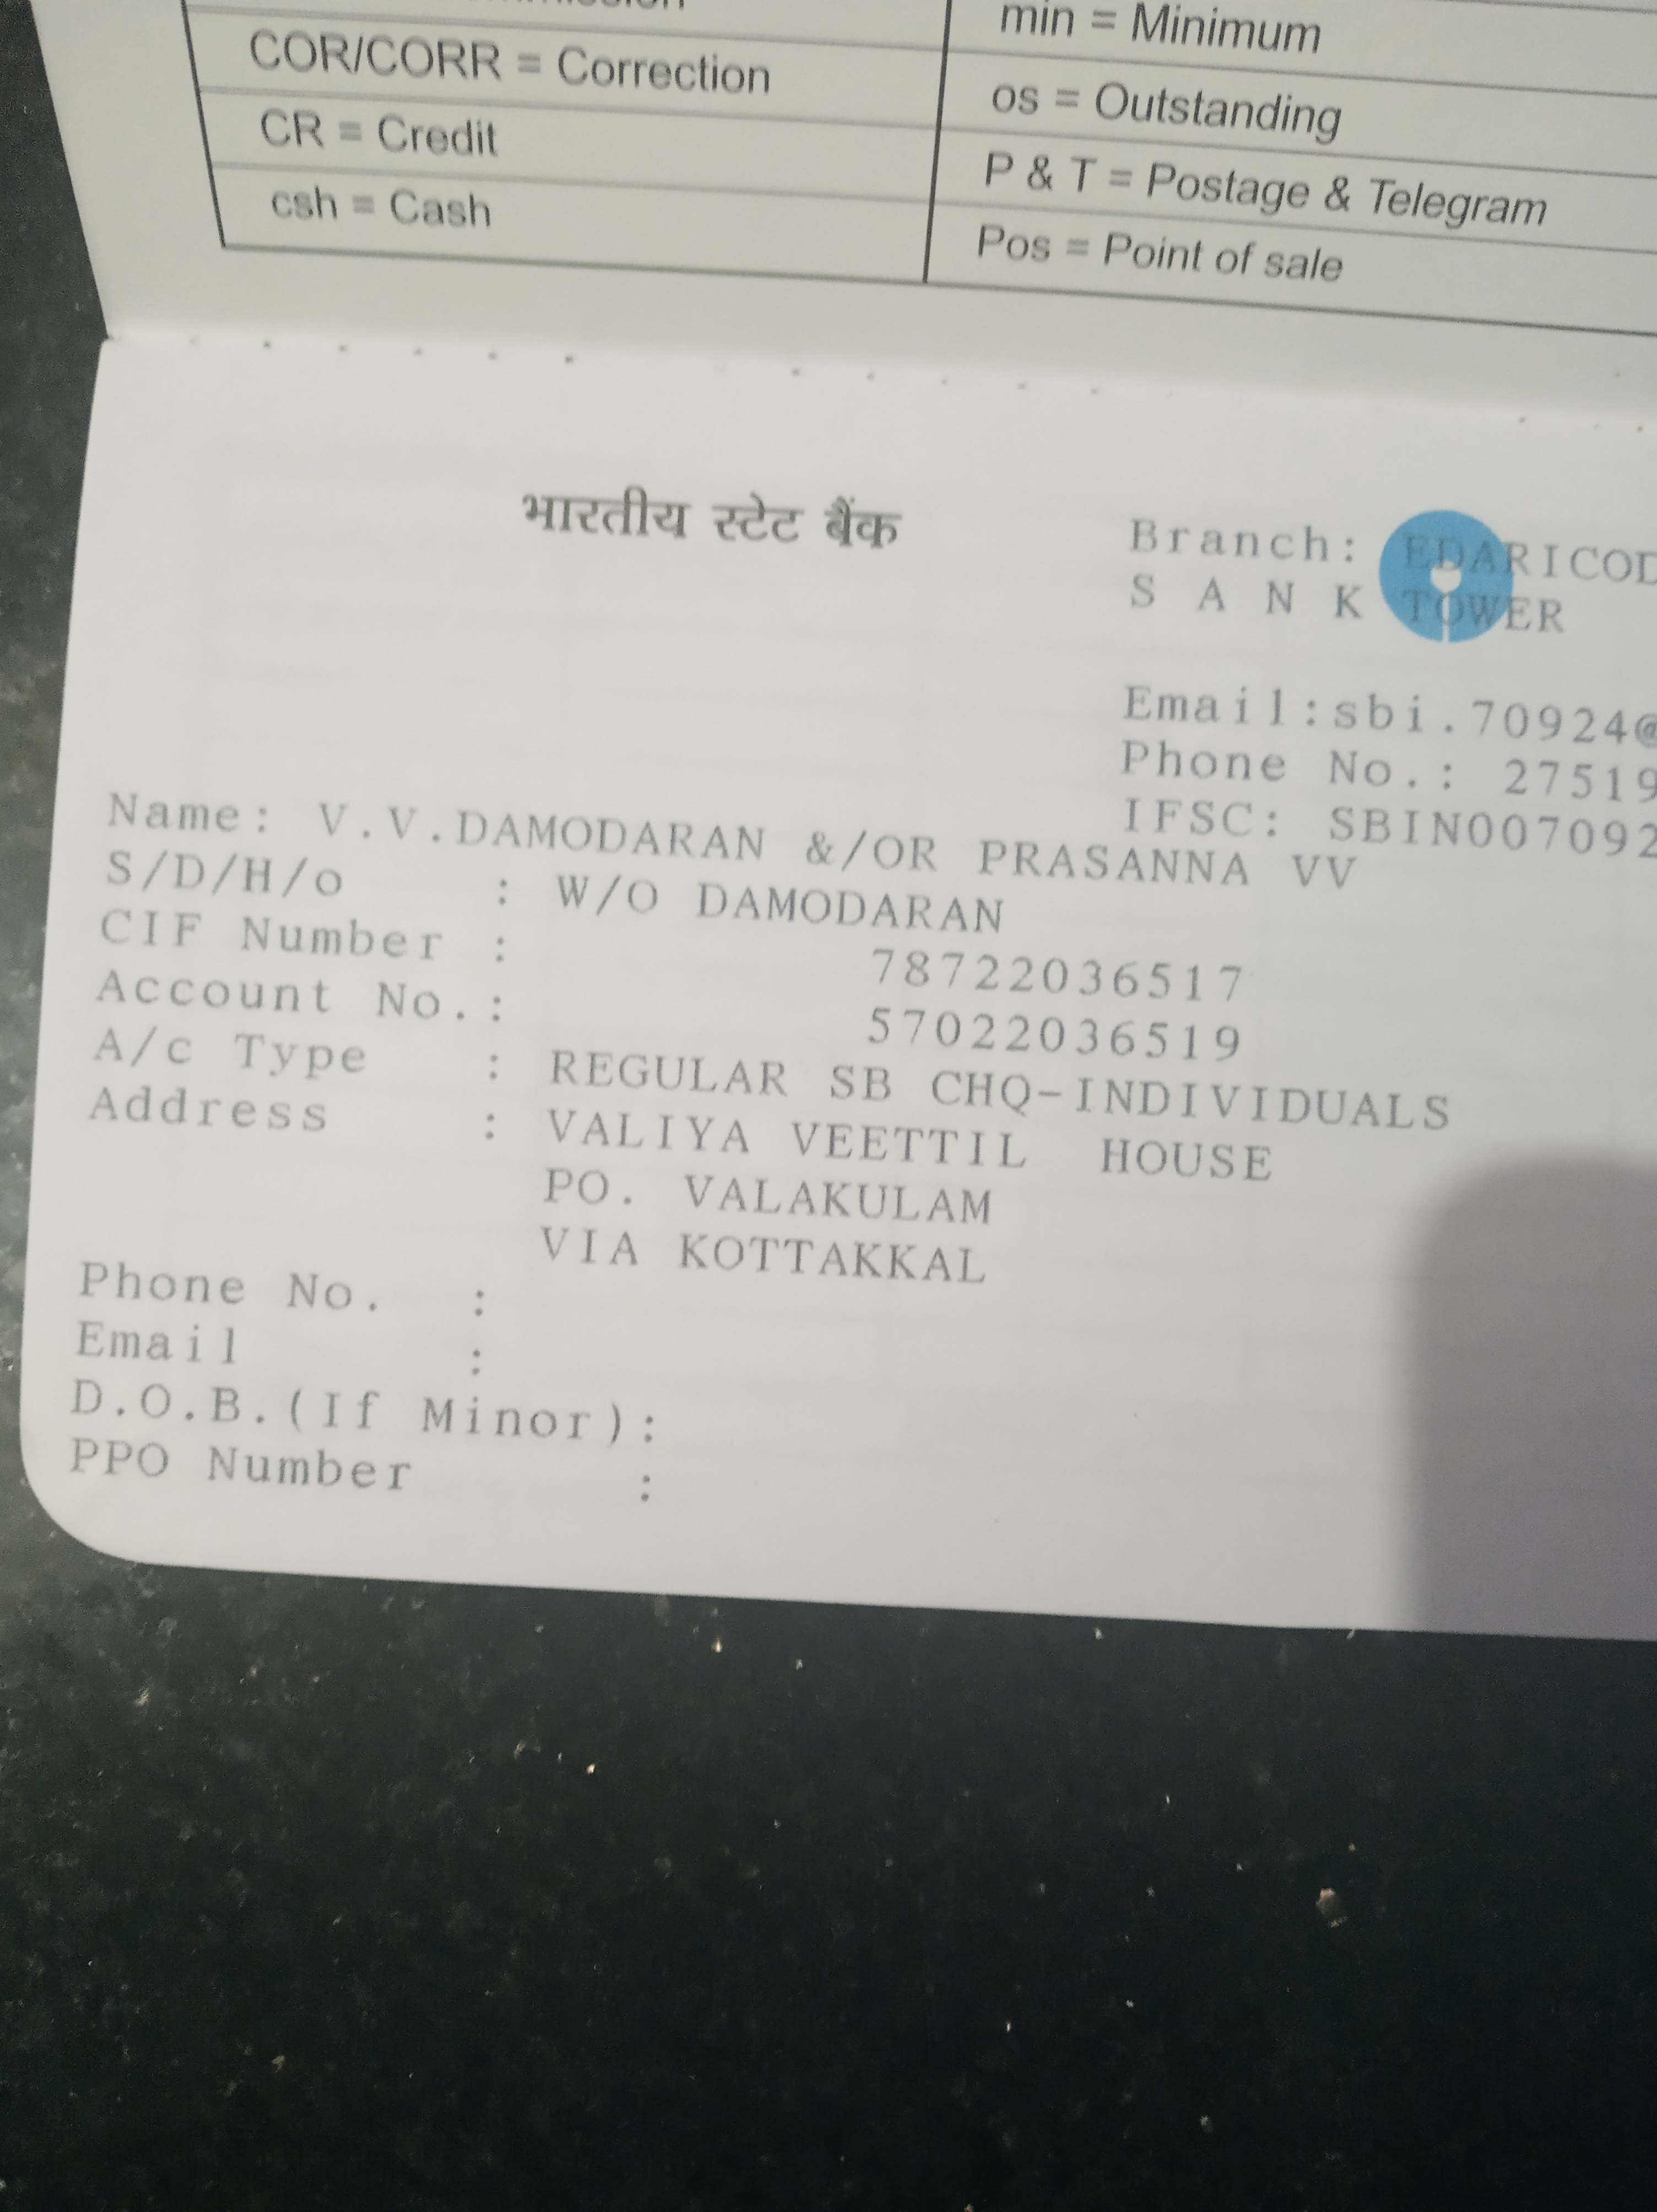 COR/CORR = Correction
CR = Credit
csh = Cash
min = Minimum
os = Outstanding
P & T = Postage & Telegram
Pos = Point of sale
भारतीय स्टेट बैंक
Branch: EDARICOD
S A N K TOWER
Email:sbi.70924@
Phone No.: 27519
IFSC: SBIN007092
Name: V.V.DAMODARAN &/OR PRASANNA VV
S/D/H/o : W/O DAMODARAN
CIF Number : 78722036517
Account No.: 57022036519
A/c Type : REGULAR SB CHQ-INDIVIDUALS
Address : VALIYA VEETTIL HOUSE
PO. VALAKULAM
VIA KOTTAKKAL
Phone No. :
Email :
D.O.B.(If Minor):
PPO Number :